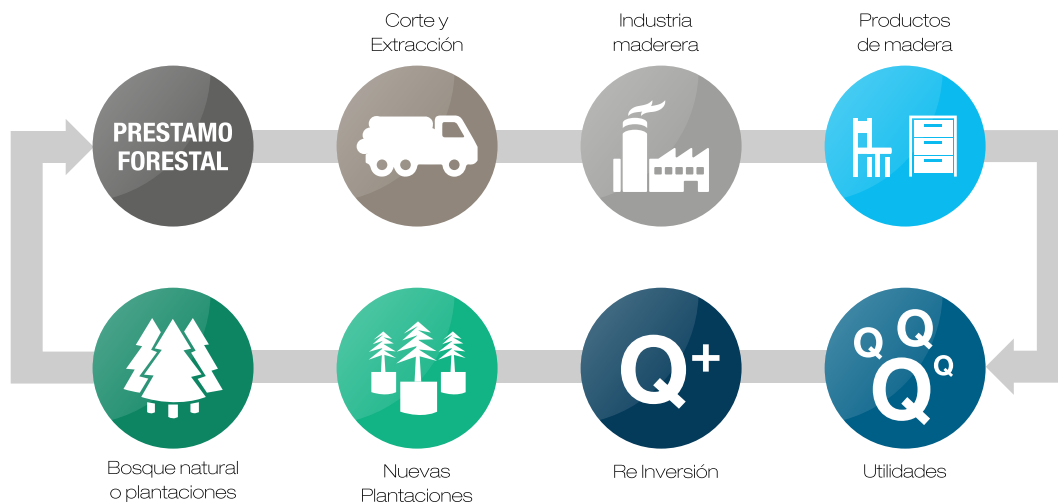 Corte y
Extracción
Industria
maderera
Productos
de madera
PRESTAMO
FORESTAL
Q+
Q
Q
Q
Q
Bosque natural
o plantaciones
Nuevas
Plantaciones
Re Inversión
Utilidades